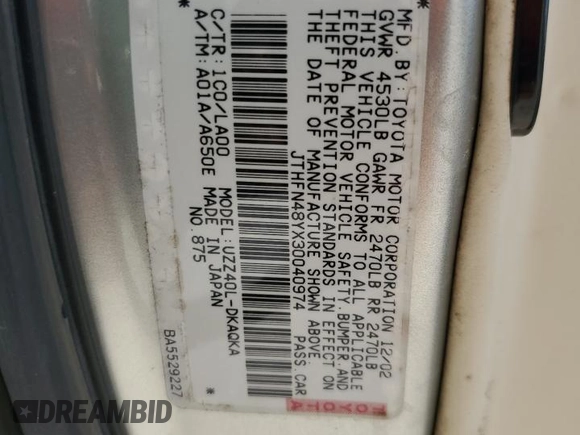 MFD. BY: TOYOTA MOTOR CORPORATION 12/02
GVWR 4530LB GAWR FR 2470LB RR 2470LB
THIS VEHICLE CONFORMS TO ALL APPLICABLE
FEDERAL MOTOR VEHICLE SAFETY, BUMPER, AND
THEFT PREVENTION STANDARDS IN EFFECT ON
THE DATE OF MANUFACTURE SHOWN ABOVE.
JTHFN48YX30040974 PASS. CAR
* *
C/TR: 1C0/LA00 MODEL: UZZ40L-DKAQKA
A/TM: A01A/A650E MADE IN JAPAN
NO. 875
BA5529227
TOYOTA
DREAMBID